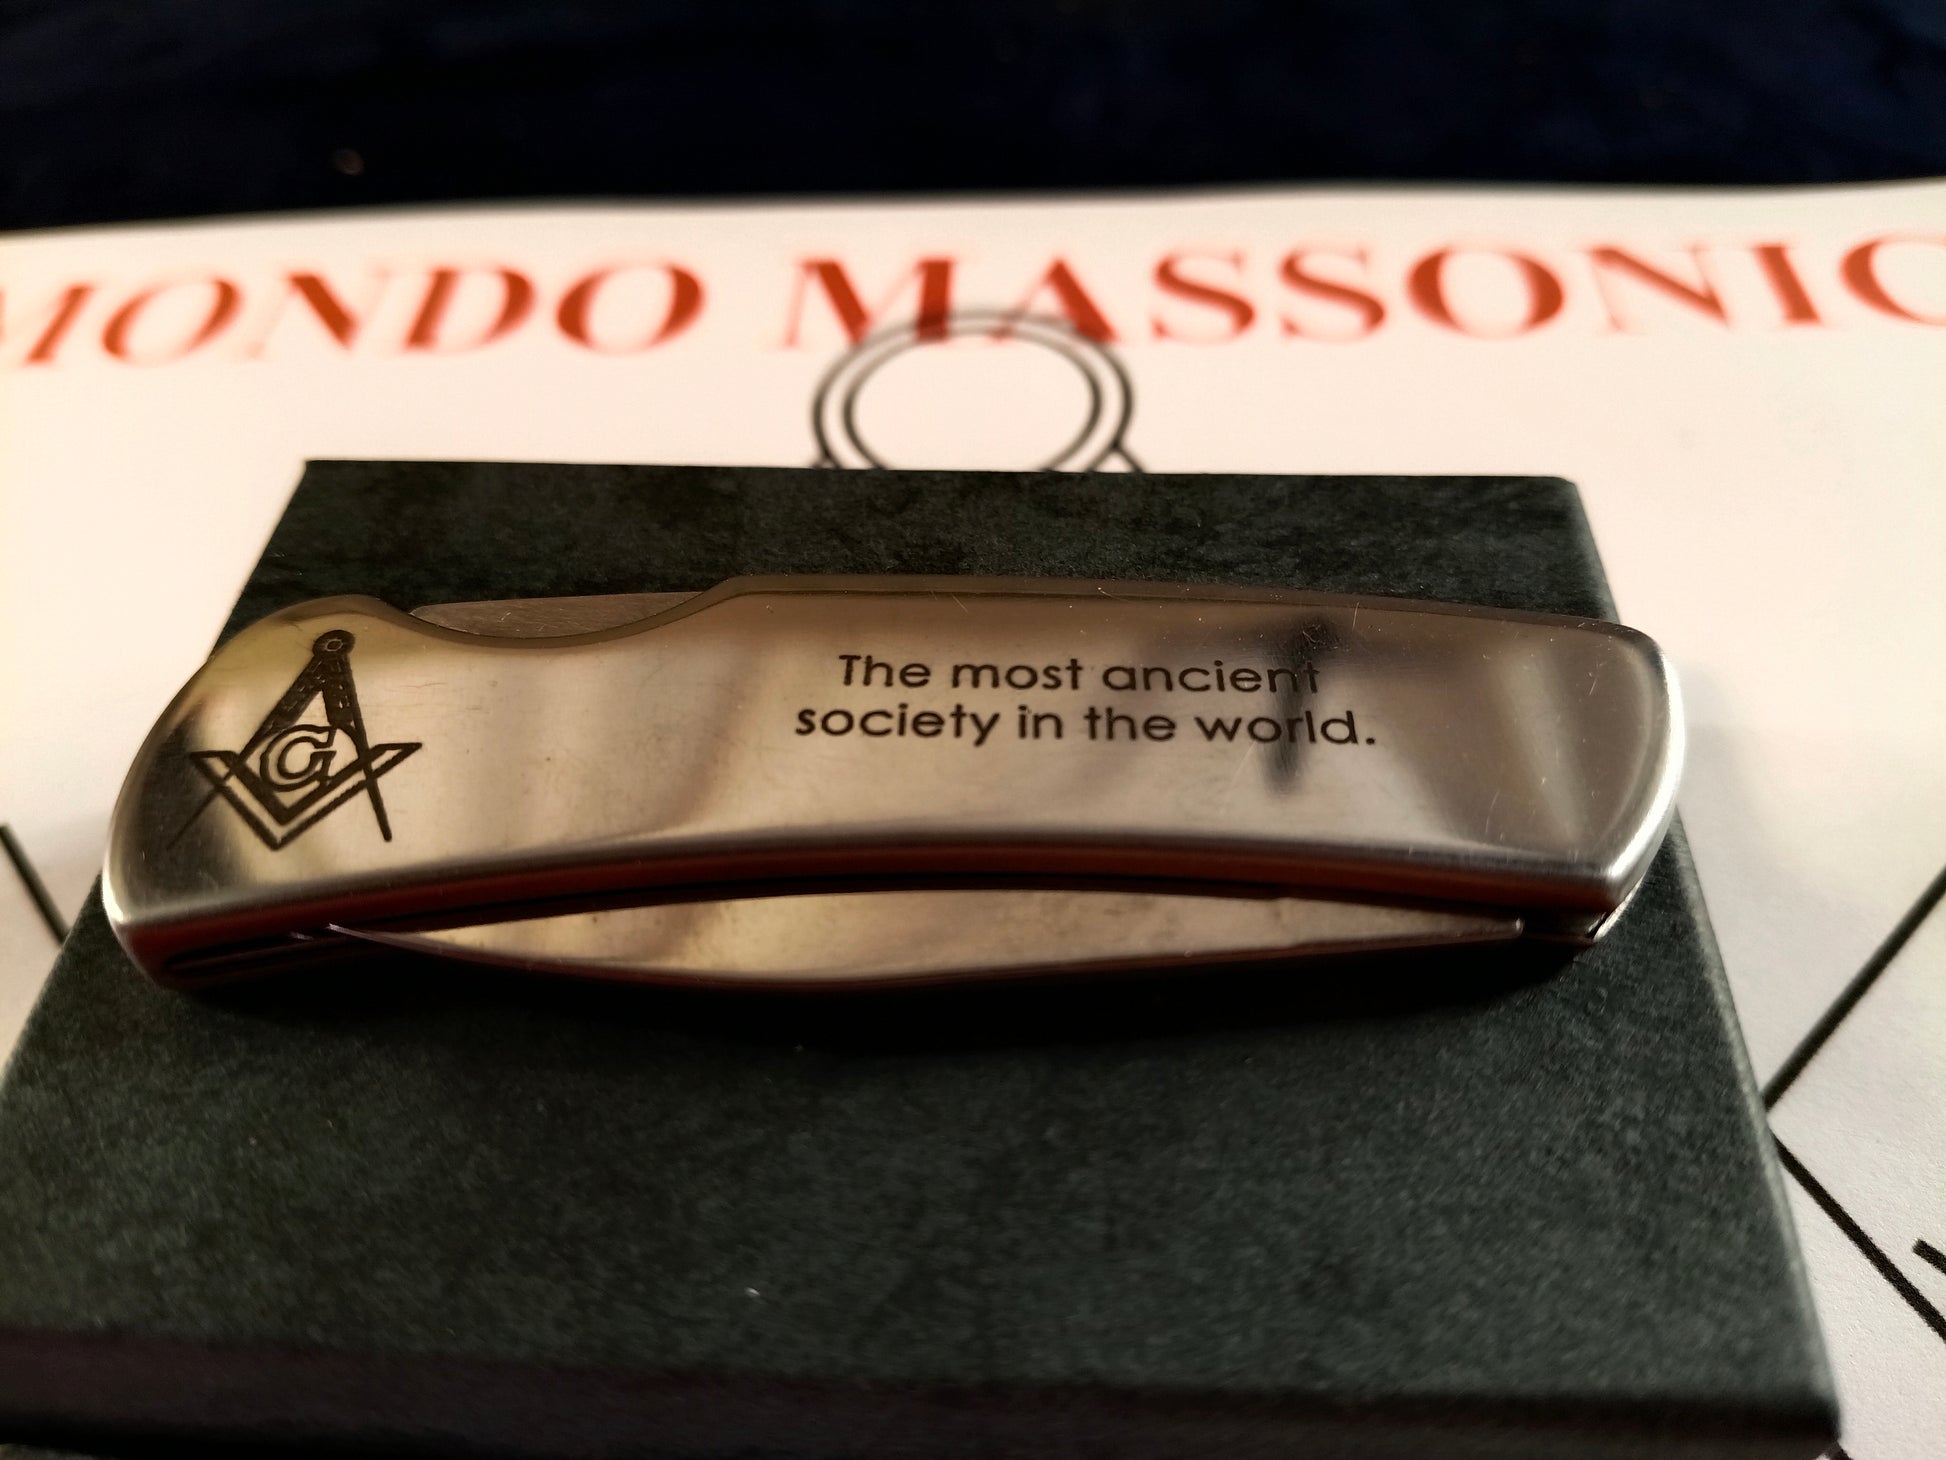 MONDO MASSONIC
G
The most ancient
society in the world.